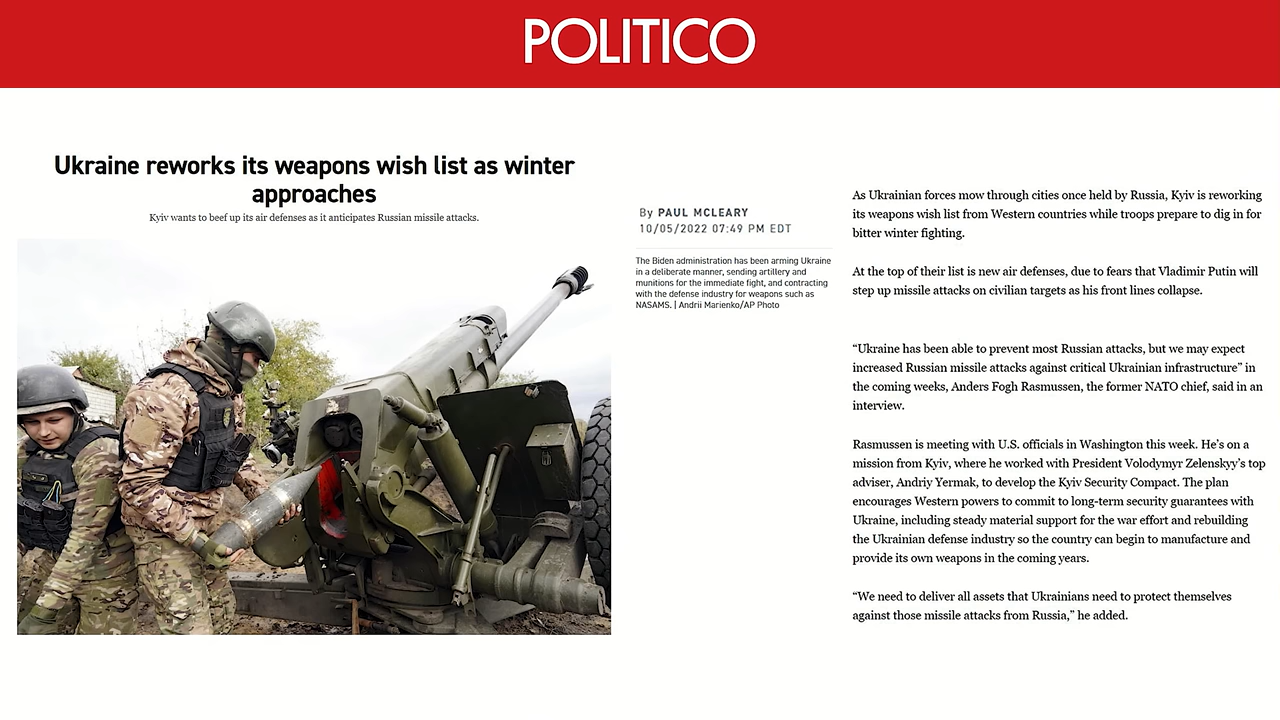 POLITICO
Ukraine reworks its weapons wish list as winter
approaches
Kyiv wants to beef up its air defenses as it anticipates Russian missile attacks.
By PAUL MCLEARY
10/05/2022 07:49 PM EDT
The Biden administration has been arming Ukraine
in a deliberate manner, sending artillery and
munitions for the immediate fight, and contracting
with the defense industry for weapons such as
NASAMS. | Andrii Marienko/AP Photo
As Ukrainian forces mow through cities once held by Russia, Kyiv is reworking
its weapons wish list from Western countries while troops prepare to dig in for
bitter winter fighting.
At the top of their list is new air defenses, due to fears that Vladimir Putin will
step up missile attacks on civilian targets as his front lines collapse.
“Ukraine has been able to prevent most Russian attacks, but we may expect
increased Russian missile attacks against critical Ukrainian infrastructure” in
the coming weeks, Anders Fogh Rasmussen, the former NATO chief, said in an
interview.
Rasmussen is meeting with U.S. officials in Washington this week. He’s on a
mission from Kyiv, where he worked with President Volodymyr Zelenskyy’s top
adviser, Andriy Yermak, to develop the Kyiv Security Compact. The plan
encourages Western powers to commit to long-term security guarantees with
Ukraine, including steady material support for the war effort and rebuilding
the Ukrainian defense industry so the country can begin to manufacture and
provide its own weapons in the coming years.
“We need to deliver all assets that Ukrainians need to protect themselves
against those missile attacks from Russia,” he added.